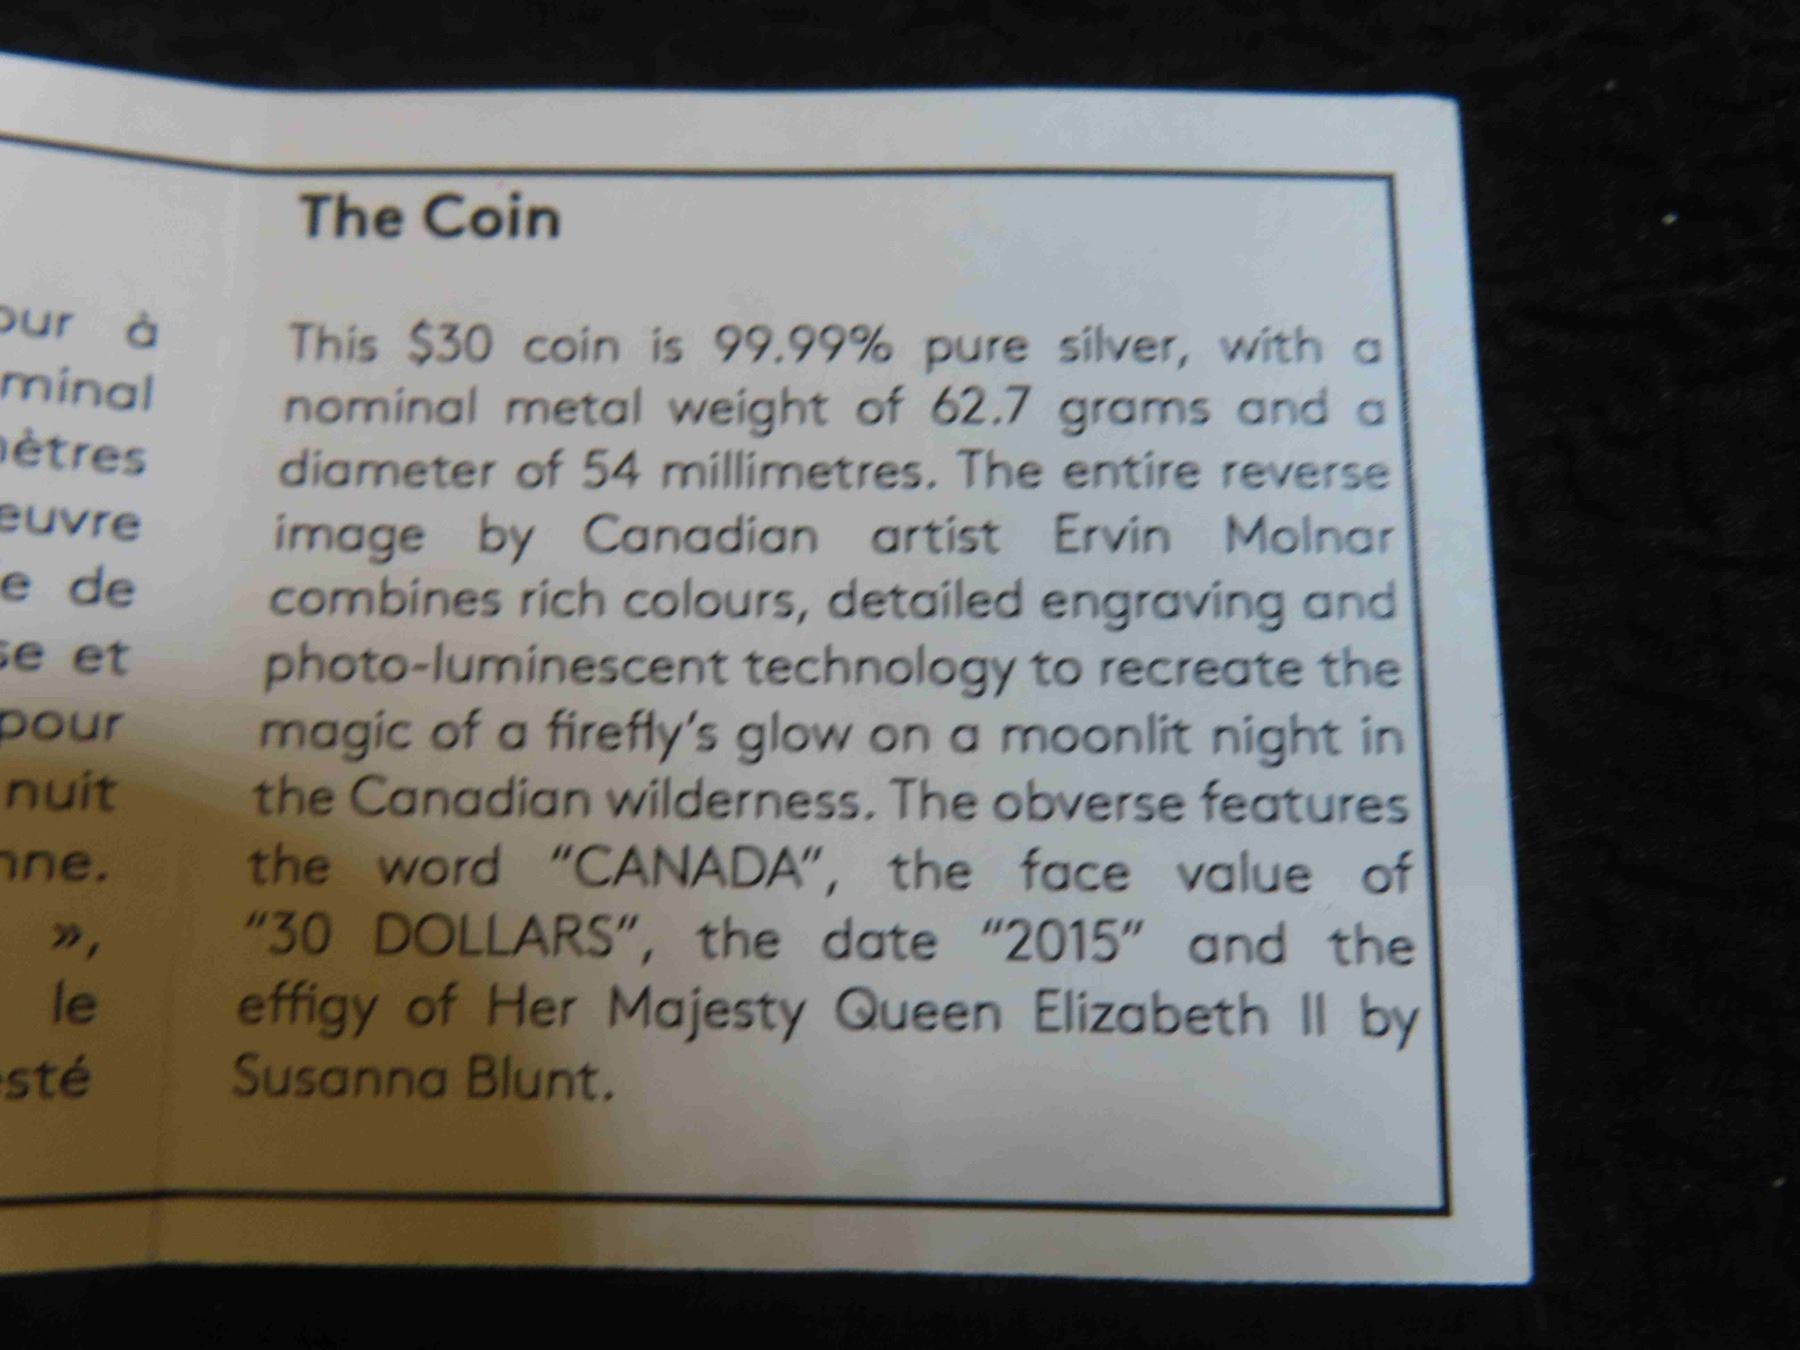 our à
minal
ètres
euvre
e de
se et
pour
nuit
nne.
»,
le
esté
The Coin
This $30 coin is 99.99% pure silver, with a
nominal metal weight of 62.7 grams and a
diameter of 54 millimetres. The entire reverse
image by Canadian artist Ervin Molnar
combines rich colours, detailed engraving and
photo-luminescent technology to recreate the
magic of a firefly's glow on a moonlit night in
the Canadian wilderness. The obverse features
the word "CANADA", the face value of
"30 DOLLARS", the date "2015" and the
effigy of Her Majesty Queen Elizabeth II by
Susanna Blunt.